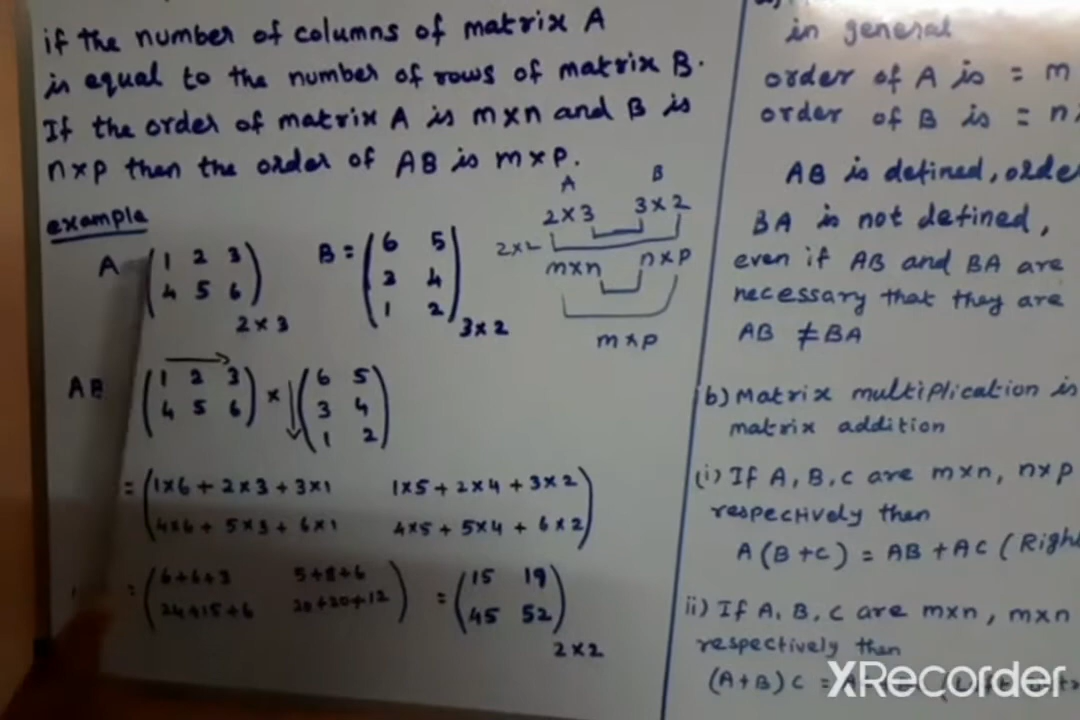 if the number of columns of matrix A
is equal to the number of rows of matrix B.
If the order of matrix A is m×n and B is
n×p then the order of AB is m×p.
example
A B
2×3 3×2
2×2
m×n n×p
m×p
A (1 2 3
4 5 6) 2×3
B = (6 5
3 4
1 2) 3×2
AB (1 2 3
4 5 6) × (6 5
3 4
1 2)
= (1×6 + 2×3 + 3×1 1×5 + 2×4 + 3×2
4×6 + 5×3 + 6×1 4×5 + 5×4 + 6×2)
= (6+6+3 5+8+6
24+15+6 20+20+12)
= (15 19
45 52) 2×2
in general
order of A is = m
order of B is = n
AB is defined, orde
BA is not defined,
even if AB and BA are
necessary that they are
AB ≠ BA
b) Matrix multiplication is
matrix addition
(i) If A, B, C are m×n, n×p
respectively then
A(B+C) = AB + AC (Right
ii) If A, B, C are m×n, m×n
respectively then
(A+B)C =
XRecorder